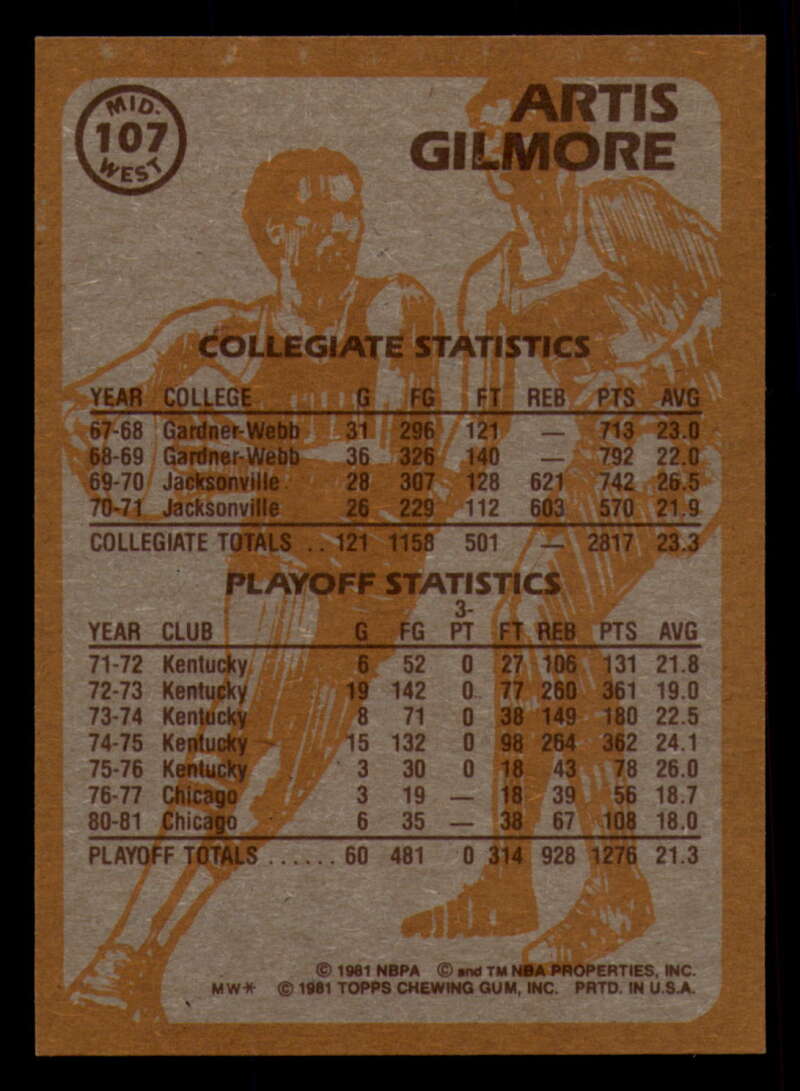 MID-
107
WEST
ARTIS
GILMORE
COLLEGIATE STATISTICS
YEAR COLLEGE G FG FT REB PTS AVG
67-68 Gardner-Webb 31 296 121 — 713 23.0
68-69 Gardner-Webb 36 326 140 — 792 22.0
69-70 Jacksonville 28 307 128 621 742 26.5
70-71 Jacksonville 26 229 112 603 570 21.9
COLLEGIATE TOTALS .. 121 1158 501 — 2817 23.3
PLAYOFF STATISTICS
3-
YEAR CLUB G FG PT FT REB PTS AVG
71-72 Kentucky 6 52 0 27 106 131 21.8
72-73 Kentucky 19 142 0 77 260 361 19.0
73-74 Kentucky 8 71 0 38 149 180 22.5
74-75 Kentucky 15 132 0 98 264 362 24.1
75-76 Kentucky 3 30 0 18 43 78 26.0
76-77 Chicago 3 19 — 18 39 56 18.7
80-81 Chicago 6 35 — 38 67 108 18.0
PLAYOFF TOTALS ...... 60 481 0 314 928 1276 21.3
© 1981 NBPA © and TM NBA PROPERTIES, INC.
MW* © 1981 TOPPS CHEWING GUM, INC. PRTD. IN U.S.A.